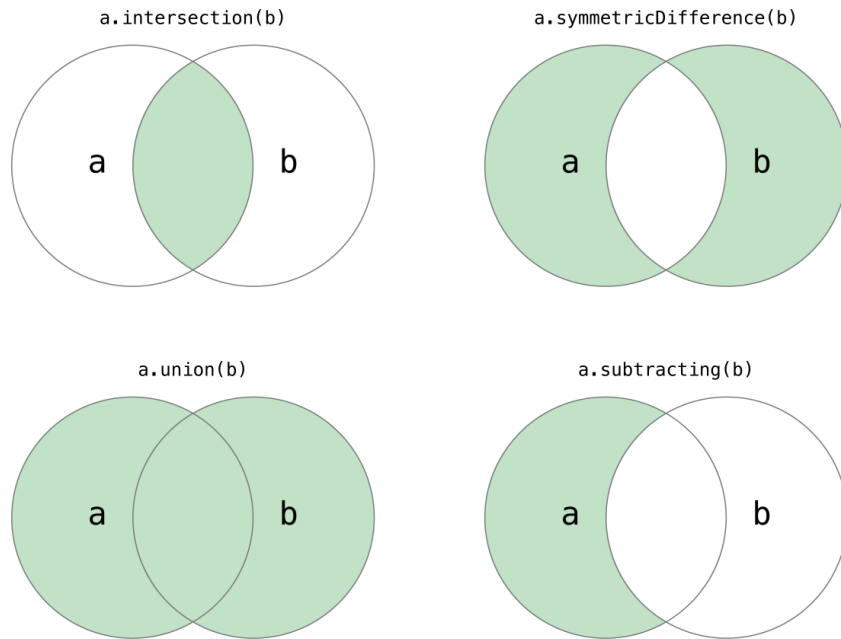 a.intersection(b)
a.symmetricDifference(b)
a
b
a
b
a.union(b)
a.subtracting(b)
a
b
a
b